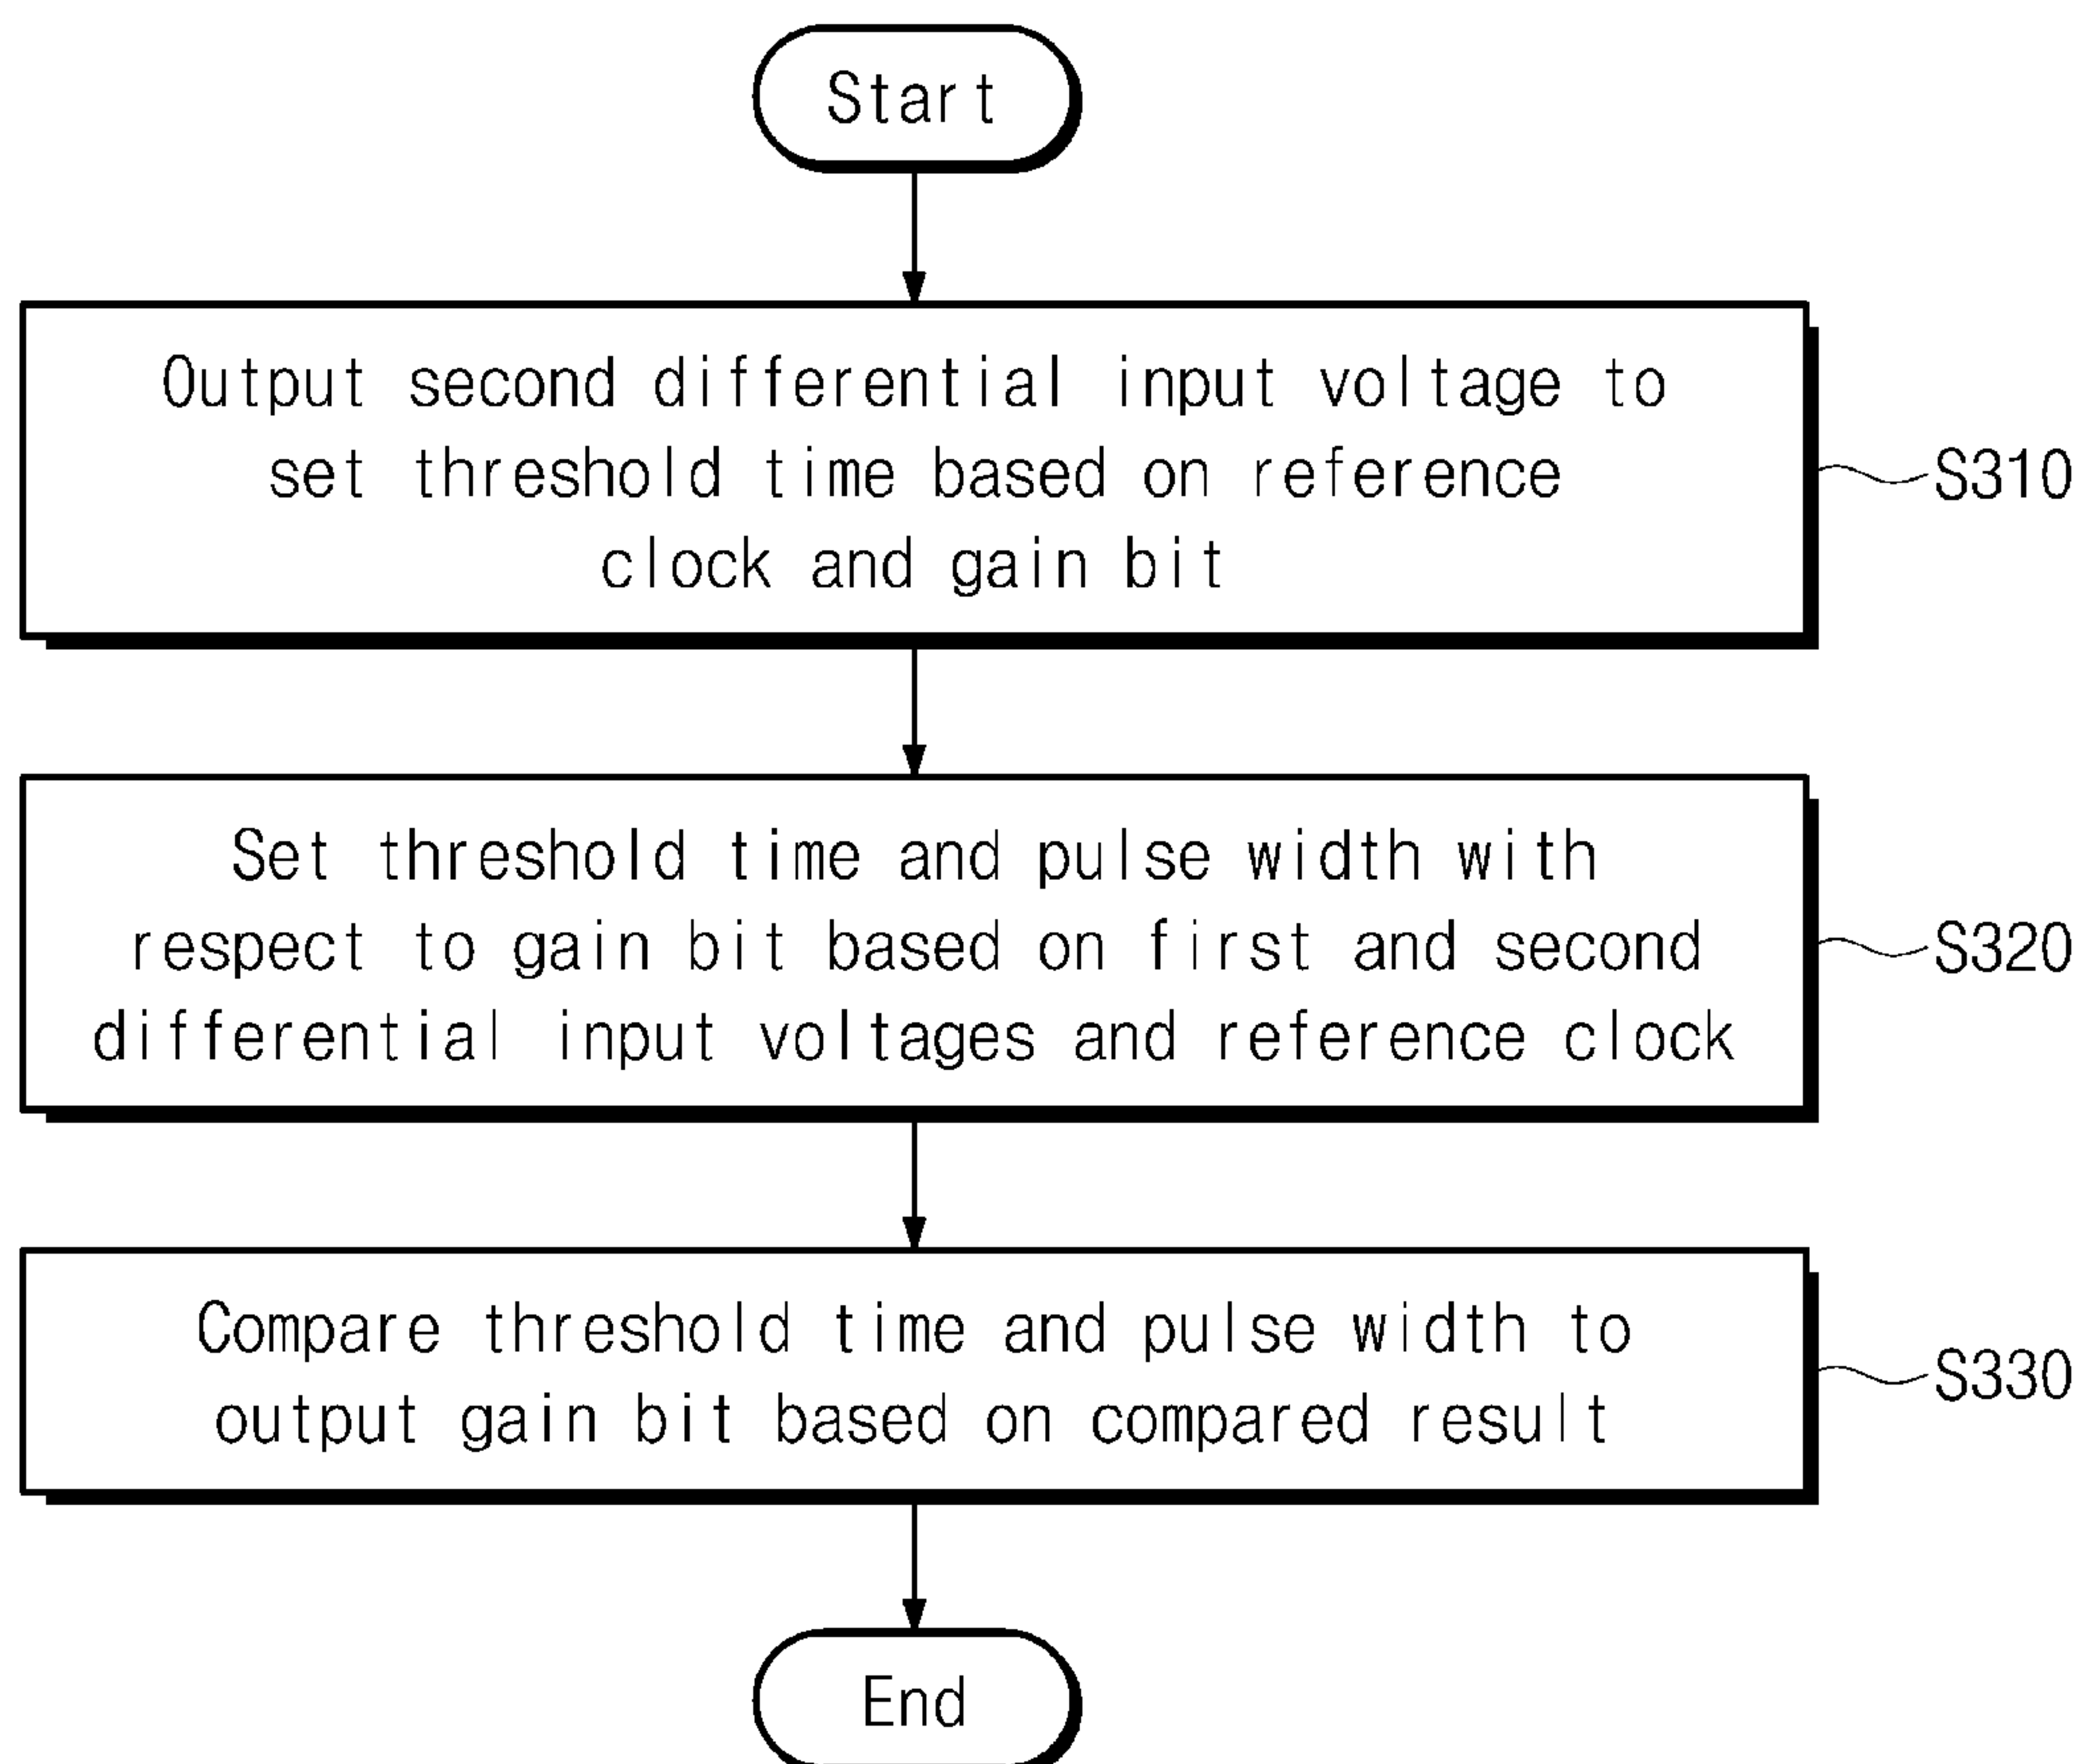 Start
Output second differential input voltage to
set threshold time based on reference
clock and gain bit
S310
Set threshold time and pulse width with
respect to gain bit based on first and second
differential input voltages and reference clock
S320
Compare threshold time and pulse width to
output gain bit based on compared result
S330
End